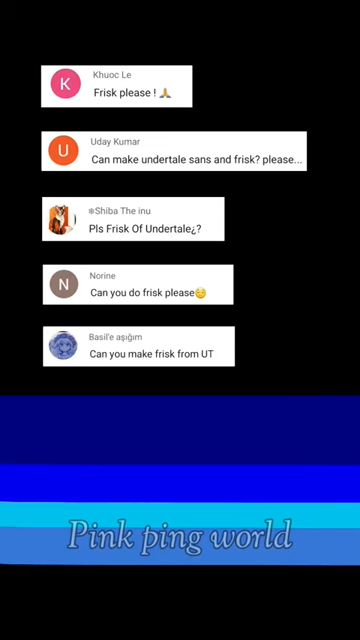 K
Khuoc Le
Frisk please ! 🙏
U
Uday Kumar
Can make undertale sans and frisk? please...
❄Shiba The inu
Pls Frisk Of Undertale¿?
N
Norine
Can you do frisk please😔
Basil'e aşığım
Can you make frisk from UT
Pink ping world